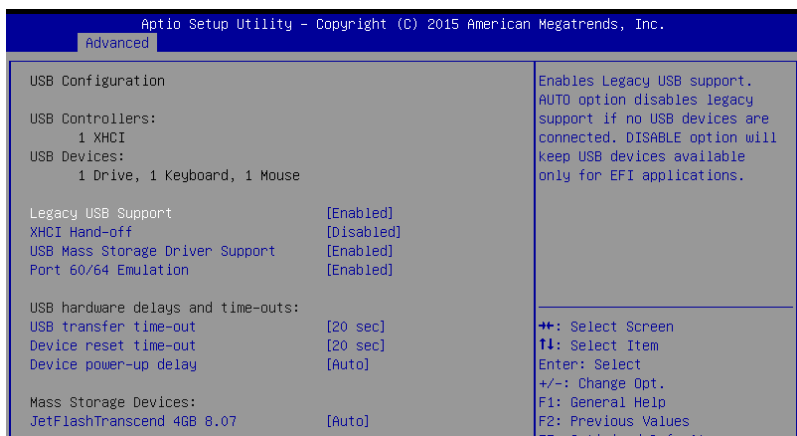 Aptio Setup Utility – Copyright (C) 2015 American Megatrends, Inc.
Advanced
USB Configuration
USB Controllers:
1 XHCI
USB Devices:
1 Drive, 1 Keyboard, 1 Mouse
Legacy USB Support [Enabled]
XHCI Hand-off [Disabled]
USB Mass Storage Driver Support [Enabled]
Port 60/64 Emulation [Enabled]
USB hardware delays and time-outs:
USB transfer time-out [20 sec]
Device reset time-out [20 sec]
Device power-up delay [Auto]
Mass Storage Devices:
JetFlashTranscend 4GB 8.07 [Auto]
Enables Legacy USB support.
AUTO option disables legacy
support if no USB devices are
connected. DISABLE option will
keep USB devices available
only for EFI applications.
→←: Select Screen
↑↓: Select Item
Enter: Select
+/-: Change Opt.
F1: General Help
F2: Previous Values